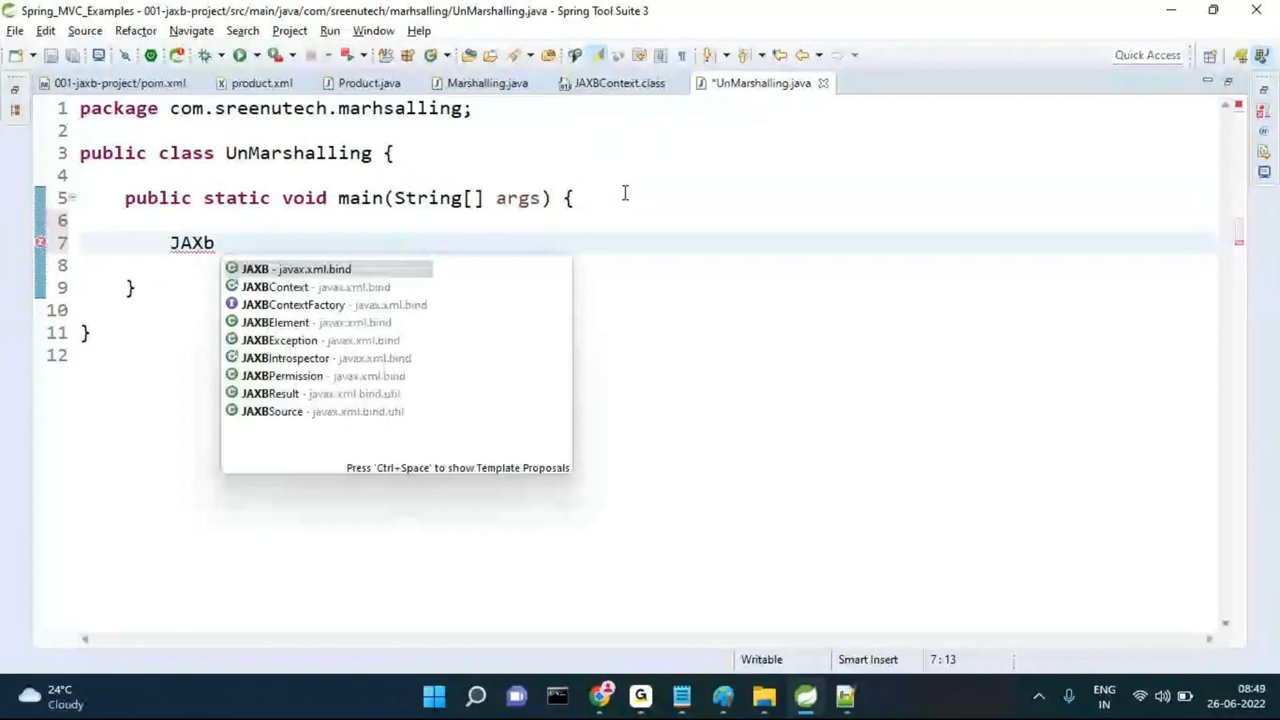 Spring_MVC_Examples - 001-jaxb-project/src/main/java/com/sreenutech/marhsalling/UnMarshalling.java - Spring Tool Suite 3
File Edit Source Refactor Navigate Search Project Run Window Help
Quick Access
001-jaxb-project/pom.xml product.xml Product.java Marshalling.java JAXBContext.class *UnMarshalling.java
1 package com.sreenutech.marhsalling;
2
3 public class UnMarshalling {
4
5 public static void main(String[] args) {
6
7 JAXb
8
9 }
10
11 }
12
JAXB - javax.xml.bind
JAXBContext - javax.xml.bind
JAXBContextFactory - javax.xml.bind
JAXBElement - javax.xml.bind
JAXBException - javax.xml.bind
JAXBIntrospector - javax.xml.bind
JAXBPermission - javax.xml.bind
JAXBResult - javax.xml.bind.util
JAXBSource - javax.xml.bind.util
Press 'Ctrl+Space' to show Template Proposals
Writable Smart Insert 7:13
24°C
Cloudy
ENG
IN
08:49
26-06-2022